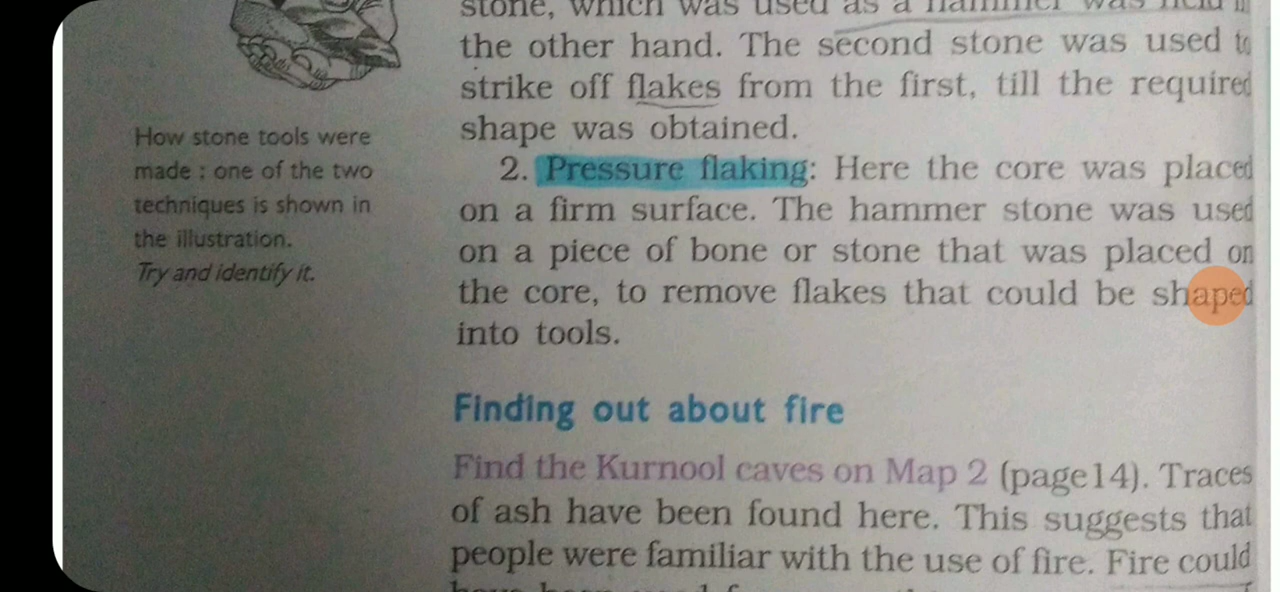 stone, which was used as a hammer was held in
the other hand. The second stone was used to
strike off flakes from the first, till the required
shape was obtained.
2. Pressure flaking: Here the core was placed
on a firm surface. The hammer stone was used
on a piece of bone or stone that was placed on
the core, to remove flakes that could be shaped
into tools.
How stone tools were
made : one of the two
techniques is shown in
the illustration.
Try and identify it.
Finding out about fire
Find the Kurnool caves on Map 2 (page14). Traces
of ash have been found here. This suggests that
people were familiar with the use of fire. Fire could